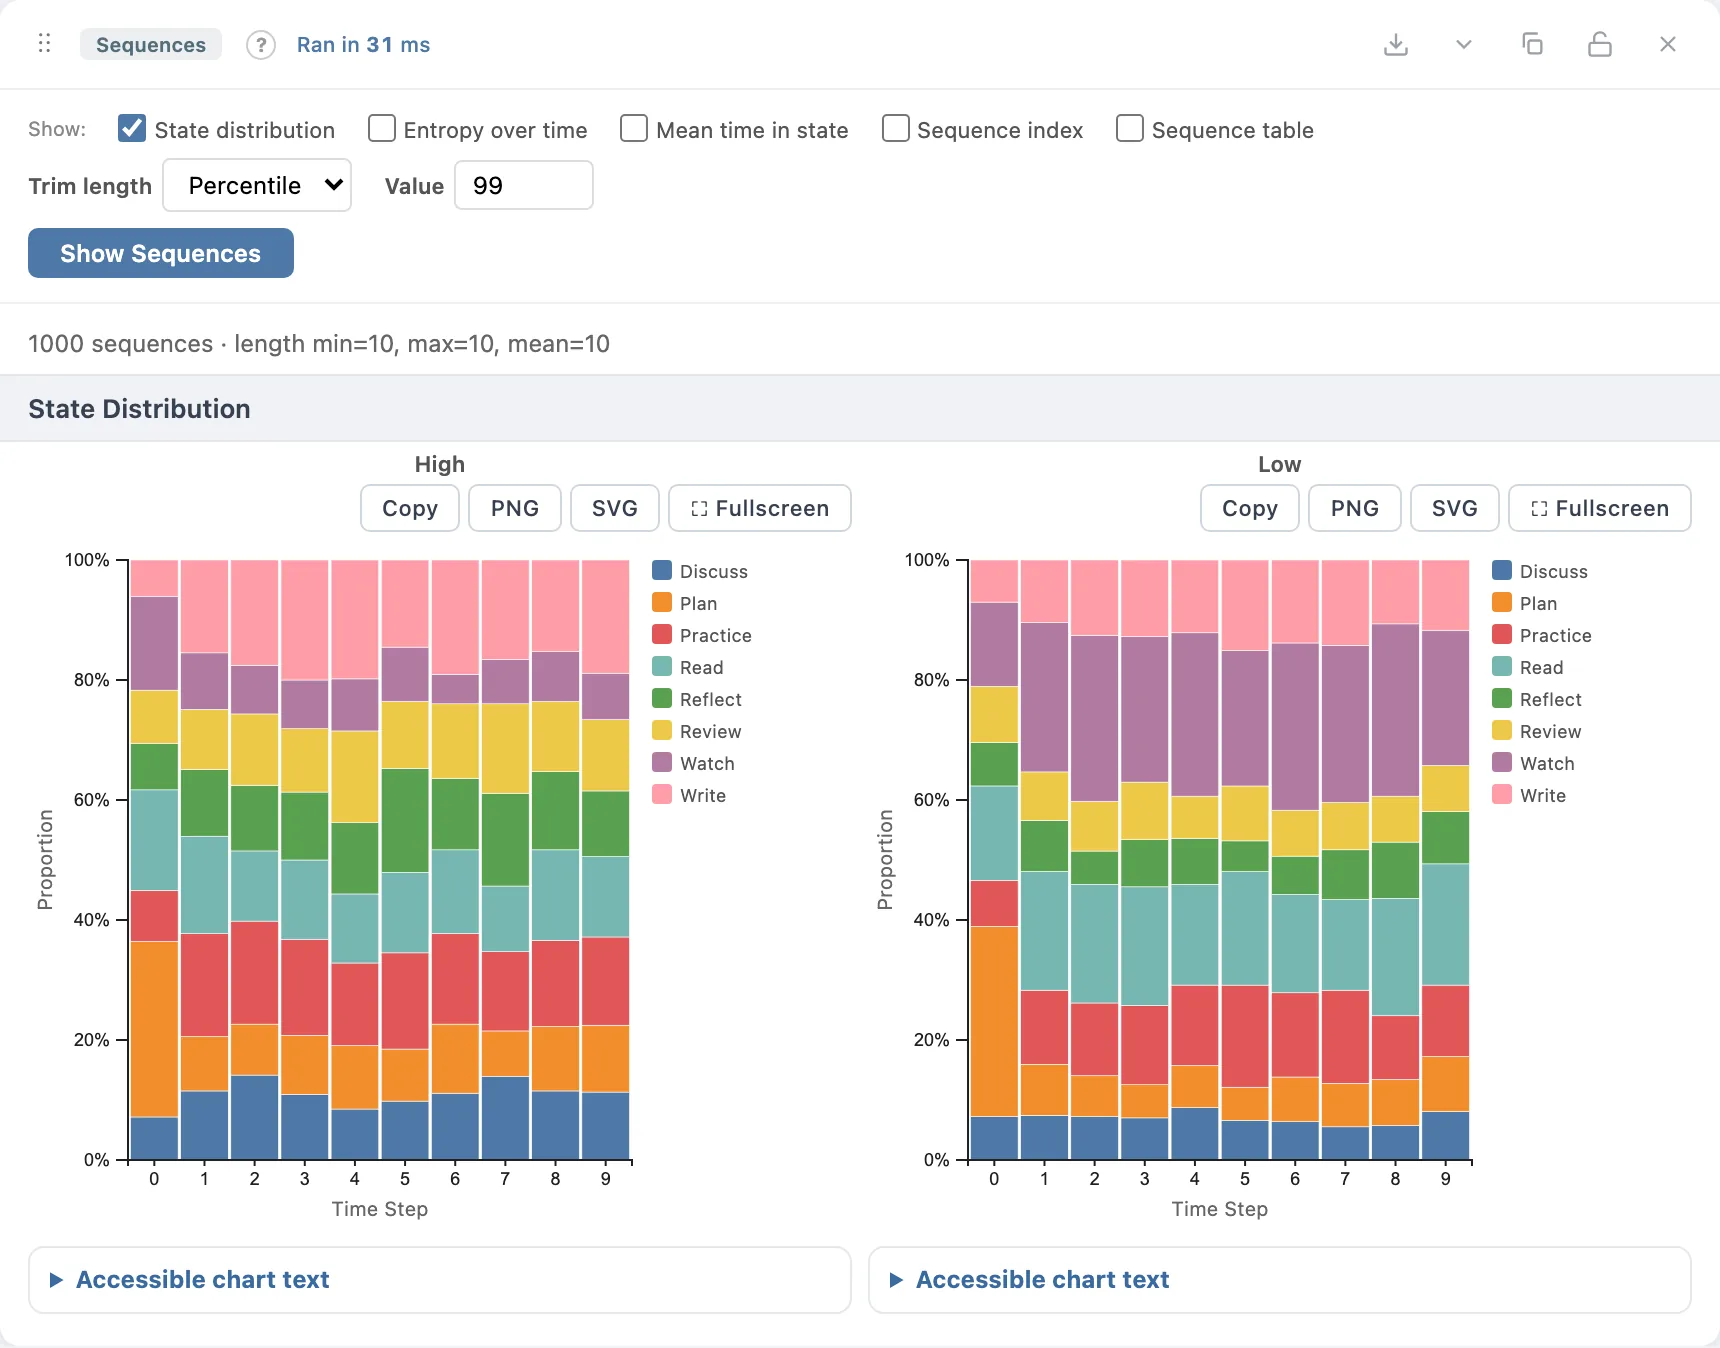 Sequences ? Ran in 31 ms
Show: State distribution Entropy over time Mean time in state Sequence index Sequence table
Trim length Percentile Value 99
Show Sequences
1000 sequences · length min=10, max=10, mean=10
State Distribution
High
Copy PNG SVG Fullscreen
100%
80%
60%
40%
20%
0%
Proportion
0 1 2 3 4 5 6 7 8 9
Time Step
Discuss
Plan
Practice
Read
Reflect
Review
Watch
Write
Low
Copy PNG SVG Fullscreen
100%
80%
60%
40%
20%
0%
Proportion
0 1 2 3 4 5 6 7 8 9
Time Step
Discuss
Plan
Practice
Read
Reflect
Review
Watch
Write
Accessible chart text
Accessible chart text